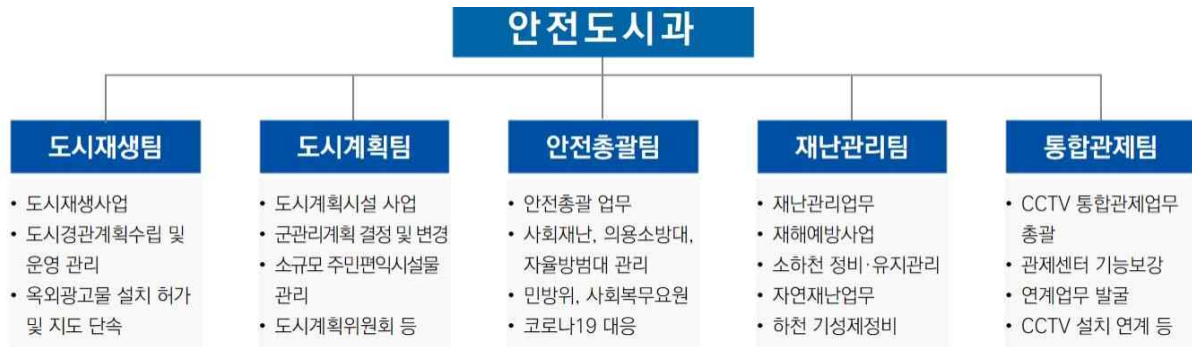 안전도시과
도시재생팀
• 도시재생사업
• 도시경관계획수립 및
운영 관리
• 옥외광고물 설치 허가
및 지도 단속
도시계획팀
• 도시계획시설 사업
• 군관리계획 결정 및 변경
• 소규모 주민편익시설물
관리
• 도시계획위원회 등
안전총괄팀
• 안전총괄 업무
• 사회재난, 의용소방대,
자율방범대 관리
• 민방위, 사회복무요원
• 코로나19 대응
재난관리팀
• 재난관리업무
• 재해예방사업
• 소하천 정비·유지관리
• 자연재난업무
• 하천 기성제정비
통합관제팀
• CCTV 통합관제업무
총괄
• 관제센터 기능보강
• 연계업무 발굴
• CCTV 설치 연계 등